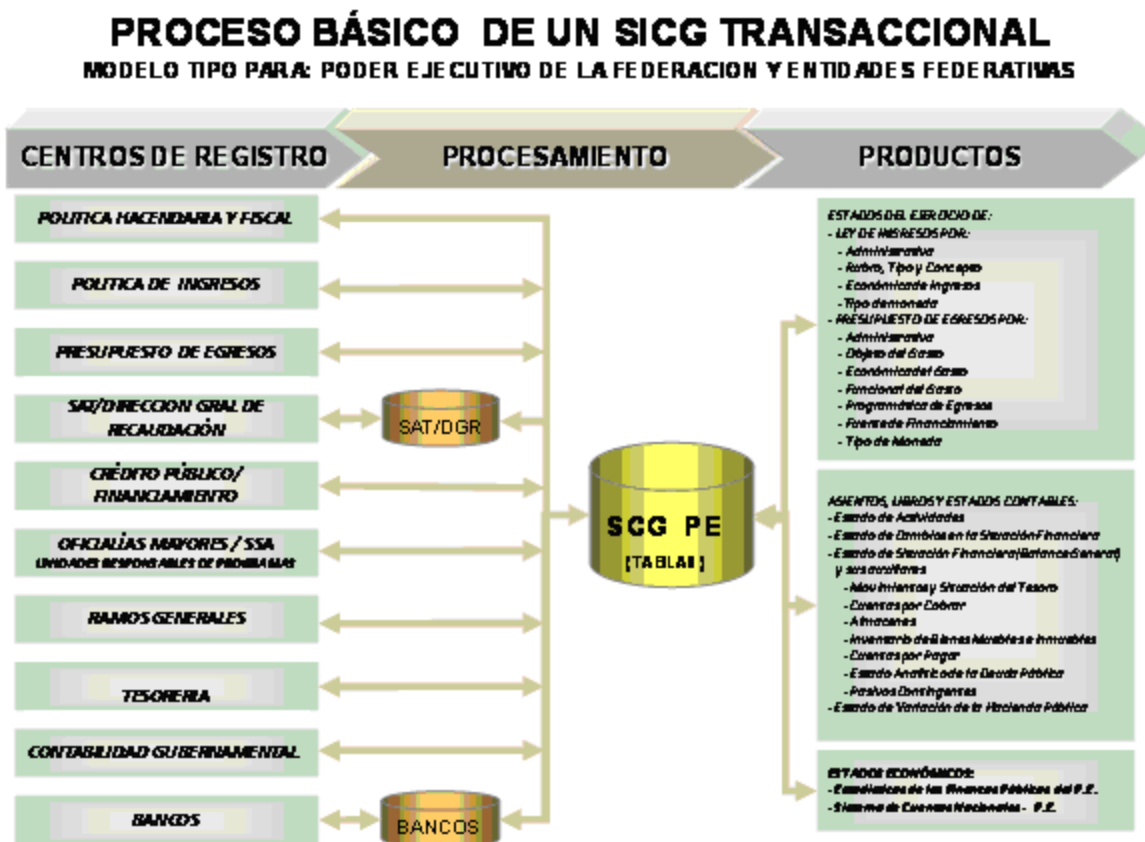 PROCESO BÁSICO DE UN SICG TRANSACCIONAL
MODELO TIPO PARA: PODER EJECUTIVO DE LA FEDERACION Y ENTIDADES FEDERATIVAS
CENTROS DE REGISTRO
PROCESAMIENTO
PRODUCTOS
POLITICA HACENDARIA Y FISCAL
POLITICA DE INGRESOS
PRESUPUESTO DE EGRESOS
SAT/DIRECCION GRAL DE
RECAUDACIÓN
CRÉDITO PÚBLICO/
FINANCIAMIENTO
OFICIALÍAS MAYORES / SSA
UNIDADES RESPONSABLES DE PROGRAMAS
RAMOS GENERALES
TESORERIA
CONTABILIDAD GUBERNAMENTAL
BANCOS
SAT/DGR
BANCOS
SCG PE
ESTADOS DEL EJERCICIO DE:
- LEY DE INGRESOS POR:
- Administrativa
- Rubro, Tipo y Concepto
- Económica de Ingresos
- Tipo de moneda
- PRESUPUESTO DE EGRESOS POR:
- Administrativa
- Objeto del Gasto
- Económica del Gasto
- Funcional del Gasto
- Programática de Egresos
- Fuente de Financiamiento
- Tipo de Moneda
ASIENTOS, LIBROS Y ESTADOS CONTABLES:
- Estado de Actividades
- Estado de Cambios en la Situación Financiera
- Estado de Situación Financiera (Balance General)
y sus auxiliares
- Movimientos y Situación del Tesoro
- Cuentas por Cobrar
- Almacenes
- Inventario de Bienes Muebles e Inmuebles
- Cuentas por Pagar
- Estado Analítico de la Deuda Pública
- Pasivos Contingentes
- Estado de Variación de la Hacienda Pública
ESTADOS ECONÓMICOS:
- Estadísticas de las Finanzas Públicas del P.E.
- Sistema de Cuentas Nacionales - P.E.